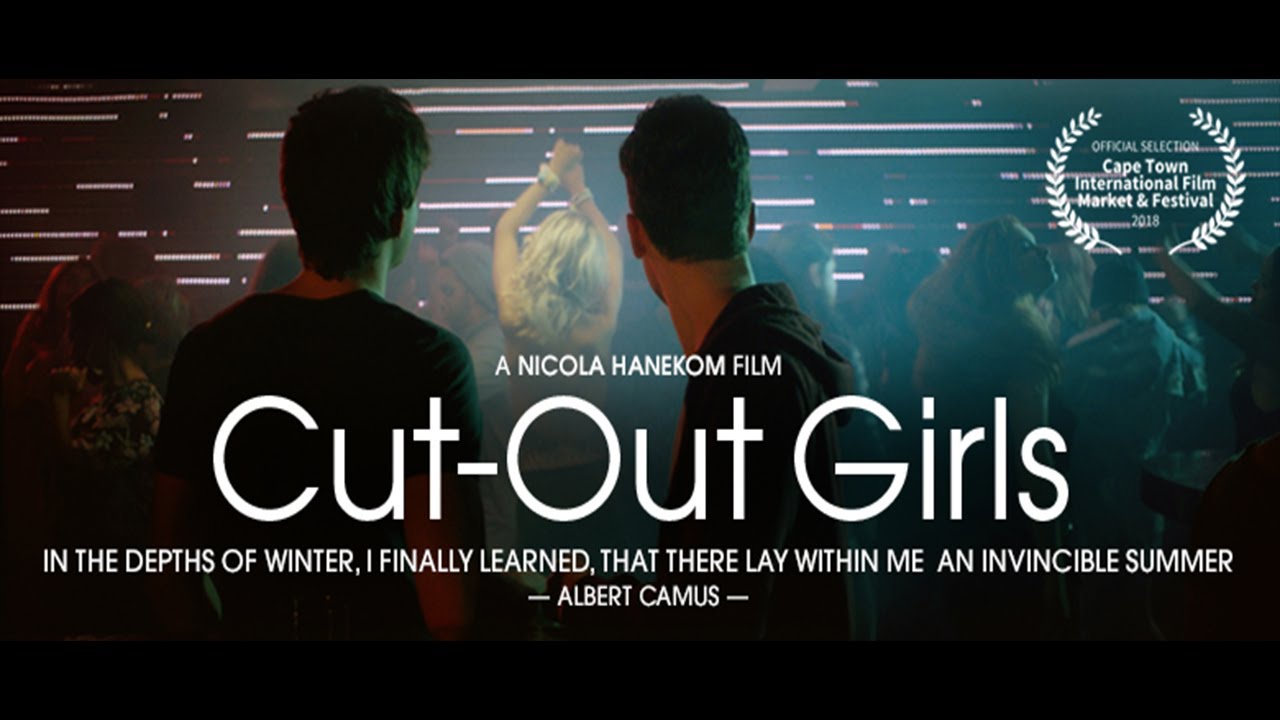 OFFICIAL SELECTION
Cape Town
International Film
Market & Festival
2018
A NICOLA HANEKOM FILM
Cut-Out Girls
IN THE DEPTHS OF WINTER, I FINALLY LEARNED, THAT THERE LAY WITHIN ME AN INVINCIBLE SUMMER
— ALBERT CAMUS —